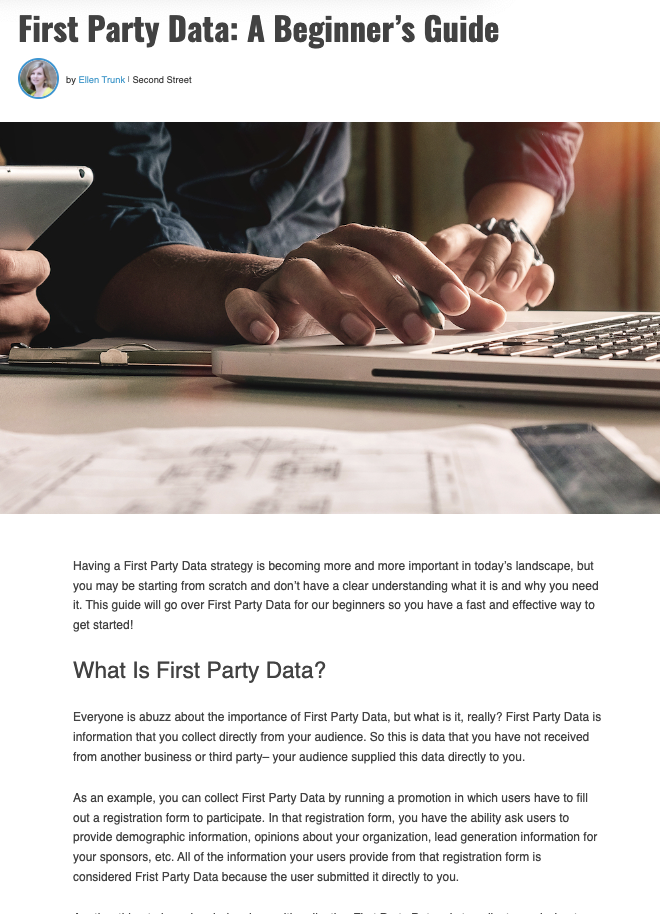 First Party Data: A Beginner’s Guide
by Ellen Trunk | Second Street
Having a First Party Data strategy is becoming more and more important in today’s landscape, but
you may be starting from scratch and don’t have a clear understanding what it is and why you need
it. This guide will go over First Party Data for our beginners so you have a fast and effective way to
get started!
What Is First Party Data?
Everyone is abuzz about the importance of First Party Data, but what is it, really? First Party Data is
information that you collect directly from your audience. So this is data that you have not received
from another business or third party– your audience supplied this data directly to you.
As an example, you can collect First Party Data by running a promotion in which users have to fill
out a registration form to participate. In that registration form, you have the ability ask users to
provide demographic information, opinions about your organization, lead generation information for
your sponsors, etc. All of the information your users provide from that registration form is
considered Frist Party Data because the user submitted it directly to you.